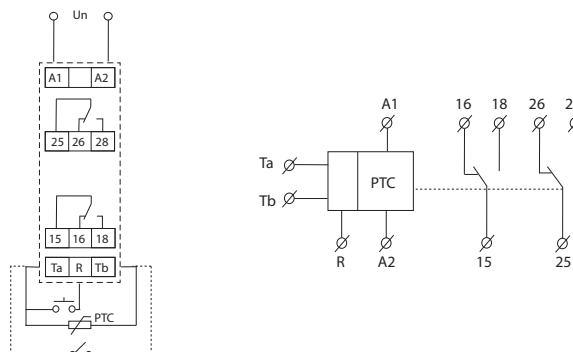 Un
A1 A2
25 26 28
15 16 18
Ta R Tb
PTC
A1 16 18 26
Ta
PTC
Tb
R A2 15 25